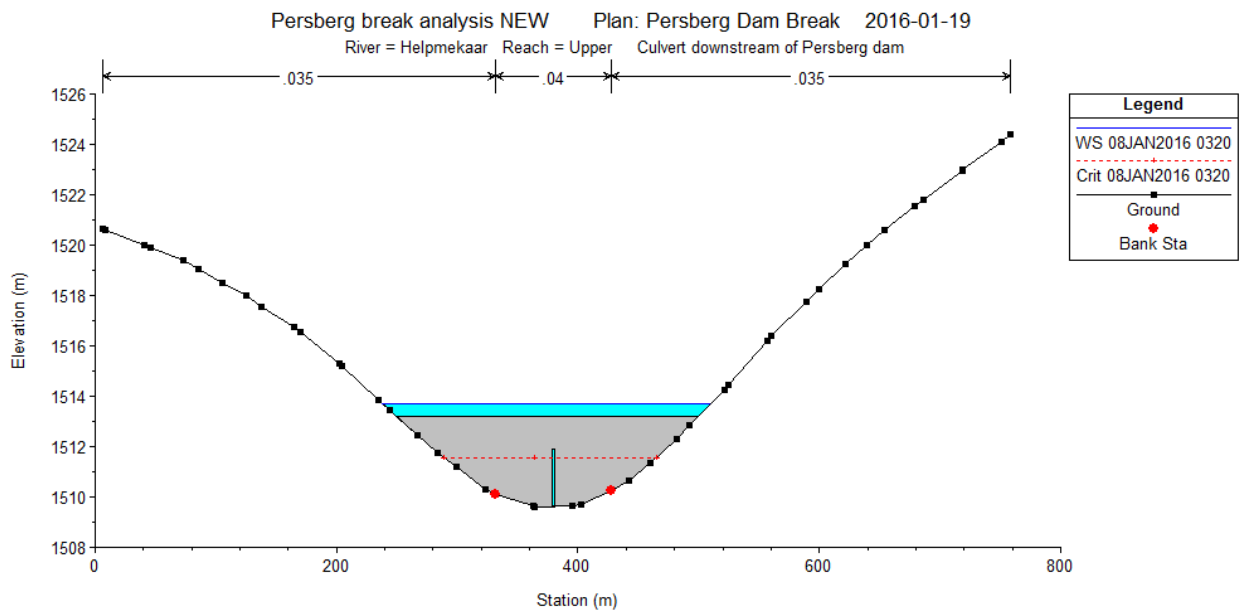 Persberg break analysis NEW Plan: Persberg Dam Break 2016-01-19
River = Helpmekaar Reach = Upper Culvert downstream of Persberg dam
.035 .04 .035
1526
1524
1522
1520
1518
1516
1514
1512
1510
1508
Elevation (m)
0 200 400 600 800
Station (m)
Legend
WS 08JAN2016 0320
Crit 08JAN2016 0320
Ground
Bank Sta